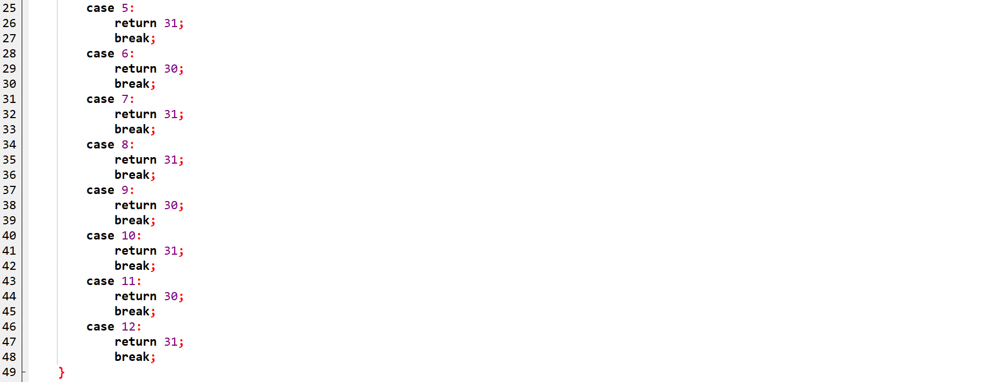 25 case 5:
26 return 31;
27 break;
28 case 6:
29 return 30;
30 break;
31 case 7:
32 return 31;
33 break;
34 case 8:
35 return 31;
36 break;
37 case 9:
38 return 30;
39 break;
40 case 10:
41 return 31;
42 break;
43 case 11:
44 return 30;
45 break;
46 case 12:
47 return 31;
48 break;
49 }